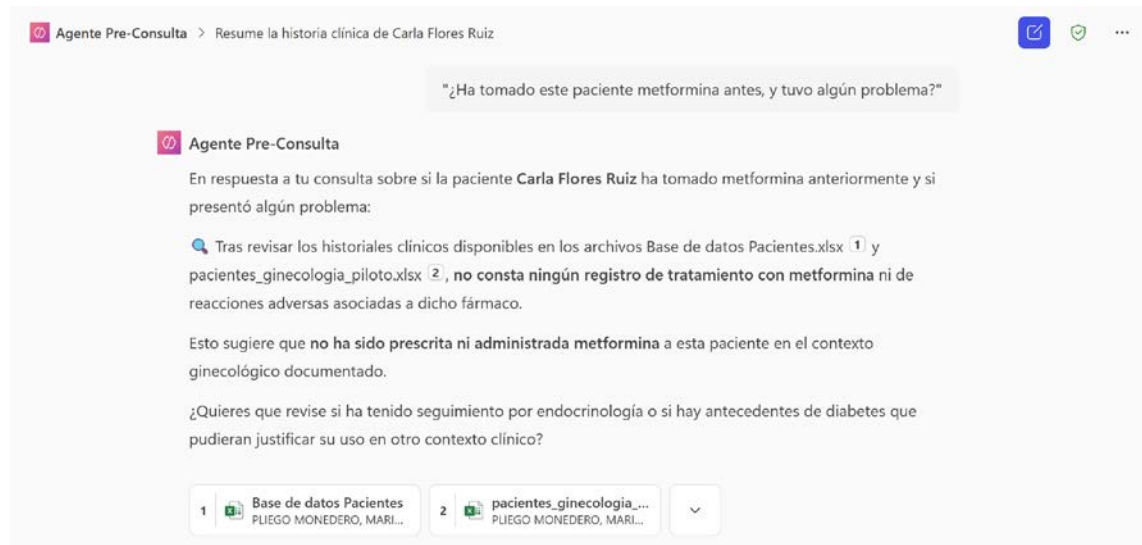 Agente Pre-Consulta > Resume la historia clínica de Carla Flores Ruiz
"¿Ha tomado este paciente metformina antes, y tuvo algún problema?"
Agente Pre-Consulta
En respuesta a tu consulta sobre si la paciente Carla Flores Ruiz ha tomado metformina anteriormente y si
presentó algún problema:
Tras revisar los historiales clínicos disponibles en los archivos Base de datos Pacientes.xlsx 1 y
pacientes_ginecologia_piloto.xlsx 2, no consta ningún registro de tratamiento con metformina ni de
reacciones adversas asociadas a dicho fármaco.
Esto sugiere que no ha sido prescrita ni administrada metformina a esta paciente en el contexto
ginecológico documentado.
¿Quieres que revise si ha tenido seguimiento por endocrinología o si hay antecedentes de diabetes que
pudieran justificar su uso en otro contexto clínico?
1 Base de datos Pacientes
PLIEGO MONEDERO, MARI...
2 pacientes_ginecologia_...
PLIEGO MONEDERO, MARI...